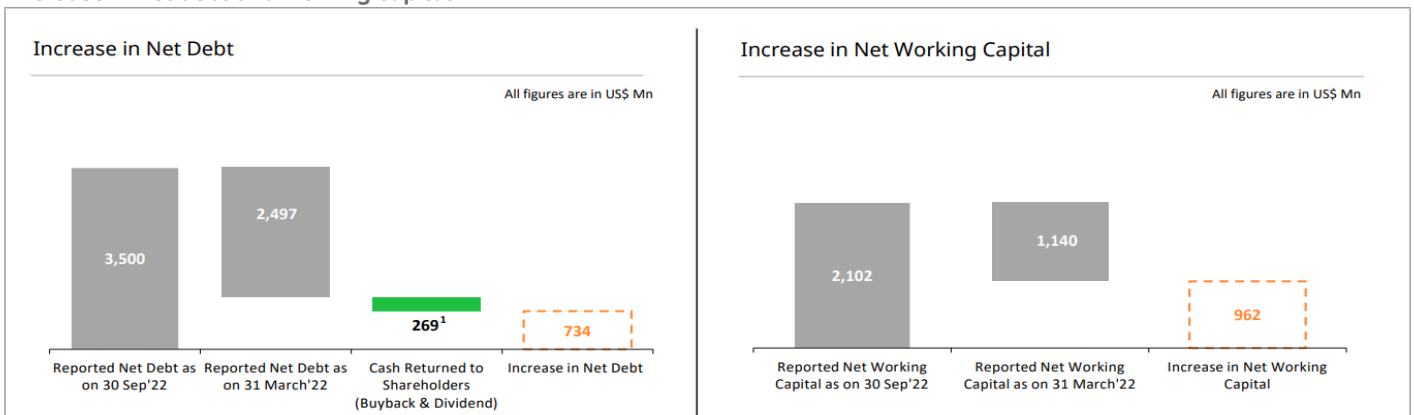 Increase in Net Debt
All figures are in US$ Mn
3,500
2,497
269¹
734
Reported Net Debt as
on 30 Sep'22
Reported Net Debt as
on 31 March'22
Cash Returned to
Shareholders
(Buyback & Dividend)
Increase in Net Debt
Increase in Net Working Capital
All figures are in US$ Mn
2,102
1,140
962
Reported Net Working
Capital as on 30 Sep'22
Reported Net Working
Capital as on 31 March'22
Increase in Net Working
Capital